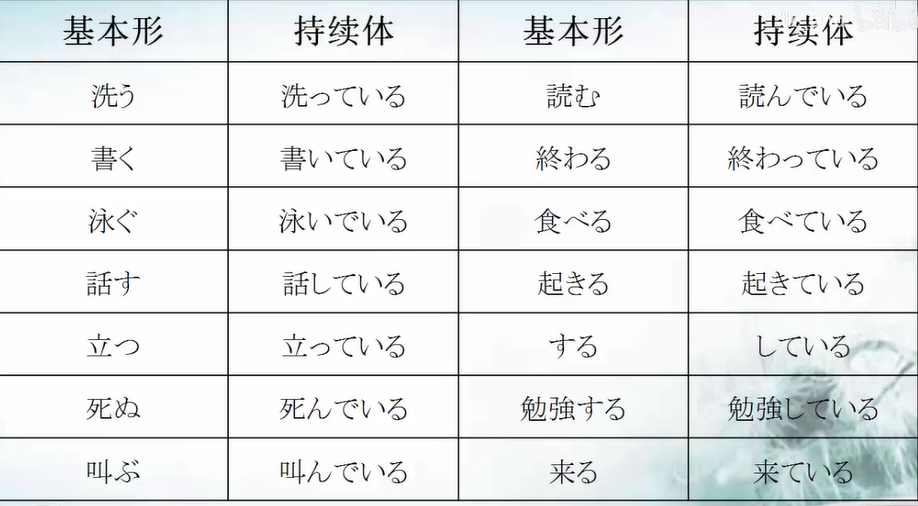 基本形 持续体 基本形 持续体
洗う 洗っている 読む 読んでいる
書く 書いている 終わる 終わっている
泳ぐ 泳いでいる 食べる 食べている
話す 話している 起きる 起きている
立つ 立っている する している
死ぬ 死んでいる 勉強する 勉強している
叫ぶ 叫んでいる 来る 来ている